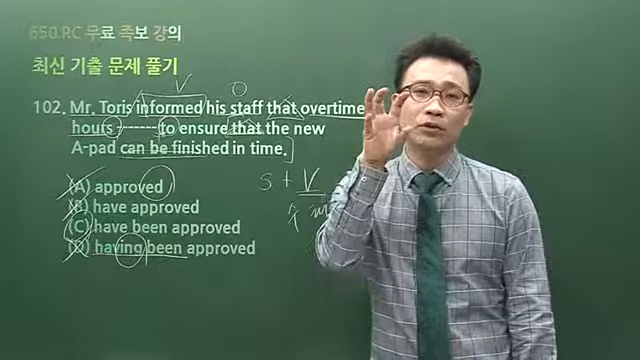 650.RC 무료 족보 강의
최신 기출 문제 풀기
V
O
102. Mr. Toris informed his staff that overtime
hours -------- to ensure that the new
A-pad can be finished in time.
(A) approved
(B) have approved
(C) have been approved
(D) having been approved
S + V